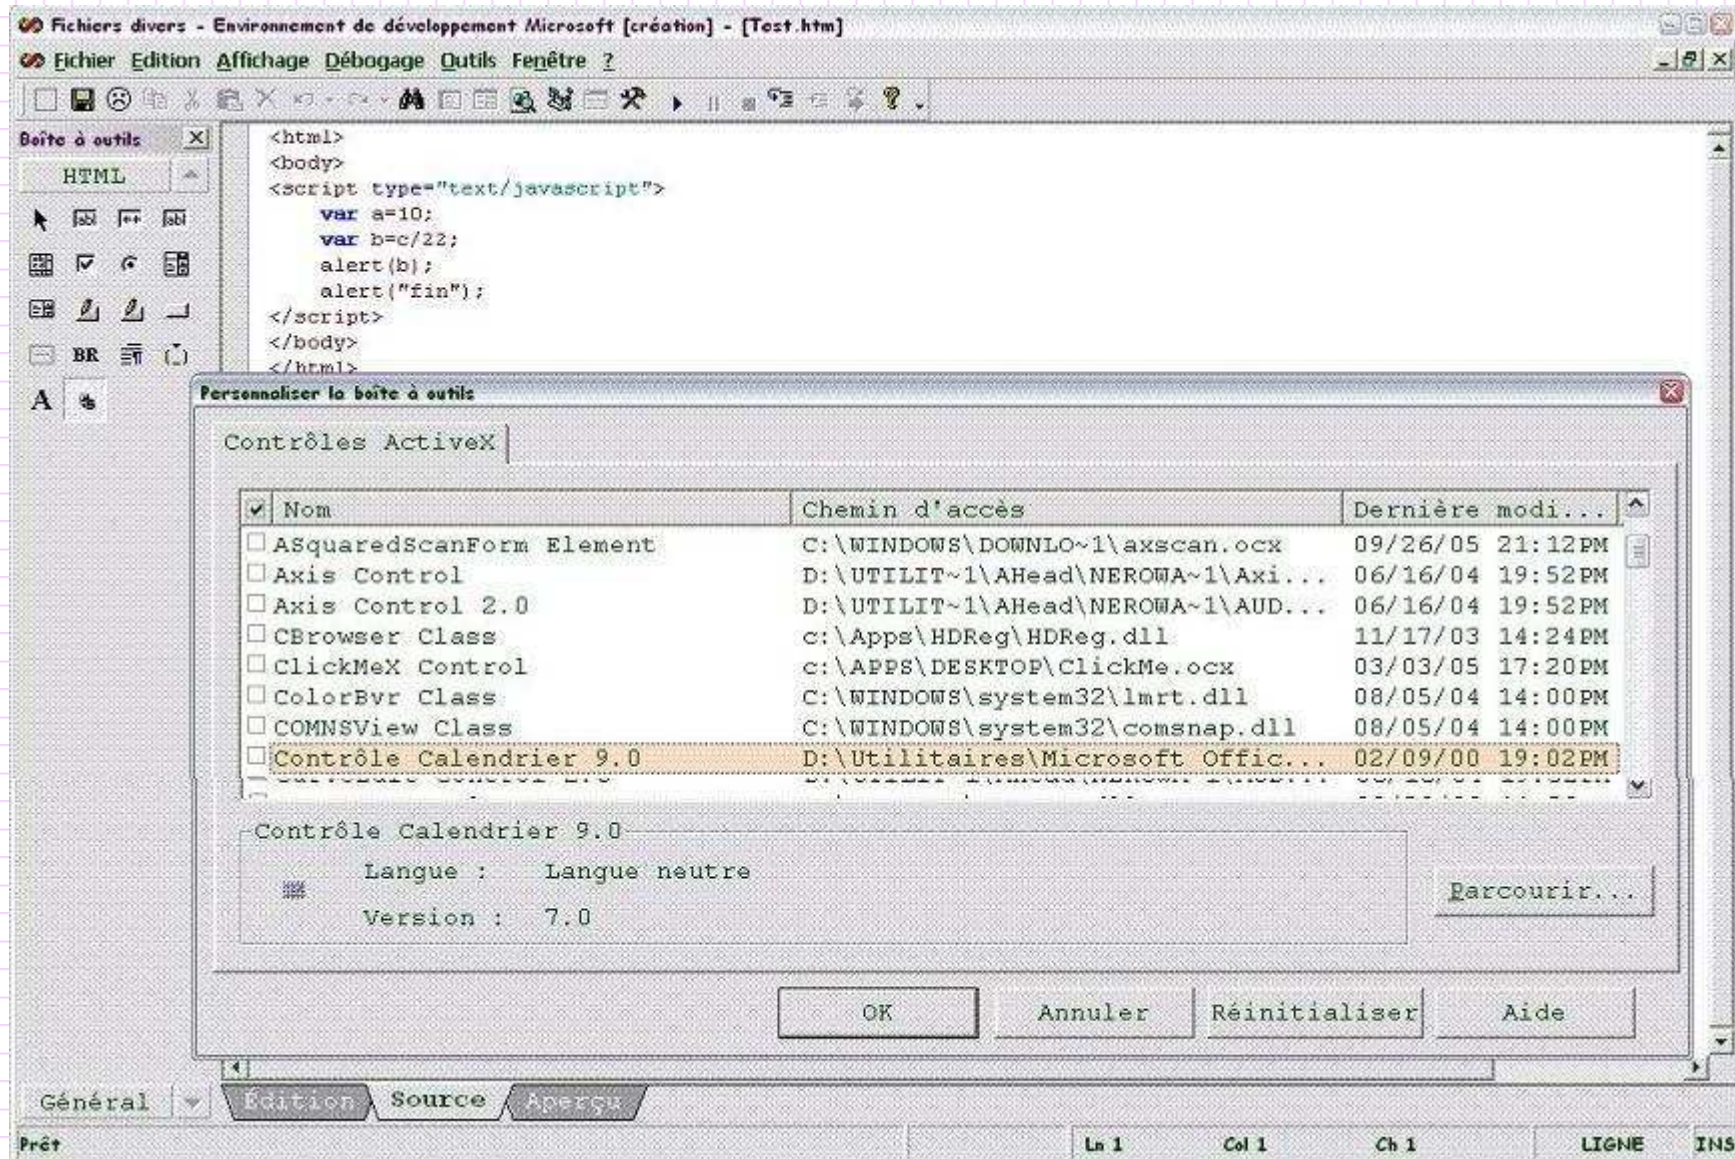 Fichiers divers - Environnement de développement Microsoft [création] - [Test.htm]
Fichier Edition Affichage Débogage Outils Fenêtre ?
Boîte à outils
HTML
BR
A
<html>
<body>
<script type="text/javascript">
var a=10;
var b=c/22;
alert(b);
alert("fin");
</script>
</body>
</html>
Personnaliser la boîte à outils
Contrôles ActiveX
Nom Chemin d'accès Dernière modi...
ASquaredScanForm Element C:\WINDOWS\DOWNLO~1\axscan.ocx 09/26/05 21:12PM
Axis Control D:\UTILIT~1\AHead\NEROWA~1\Axi... 06/16/04 19:52PM
Axis Control 2.0 D:\UTILIT~1\AHead\NEROWA~1\AUD... 06/16/04 19:52PM
CBrowser Class c:\Apps\HDReg\HDReg.dll 11/17/03 14:24PM
ClickMeX Control c:\APPS\DESKTOP\ClickMe.ocx 03/03/05 17:20PM
ColorBvr Class C:\WINDOWS\system32\lmrt.dll 08/05/04 14:00PM
COMNSView Class C:\WINDOWS\system32\comsnap.dll 08/05/04 14:00PM
Contrôle Calendrier 9.0 D:\Utilitaires\Microsoft Offic... 02/09/00 19:02PM
Contrôle Calendrier 9.0
Langue : Langue neutre
Version : 7.0
Parcourir...
OK Annuler Réinitialiser Aide
Général
Édition Source Aperçu
Prêt Ln 1 Col 1 Ch 1 LIGNE INS